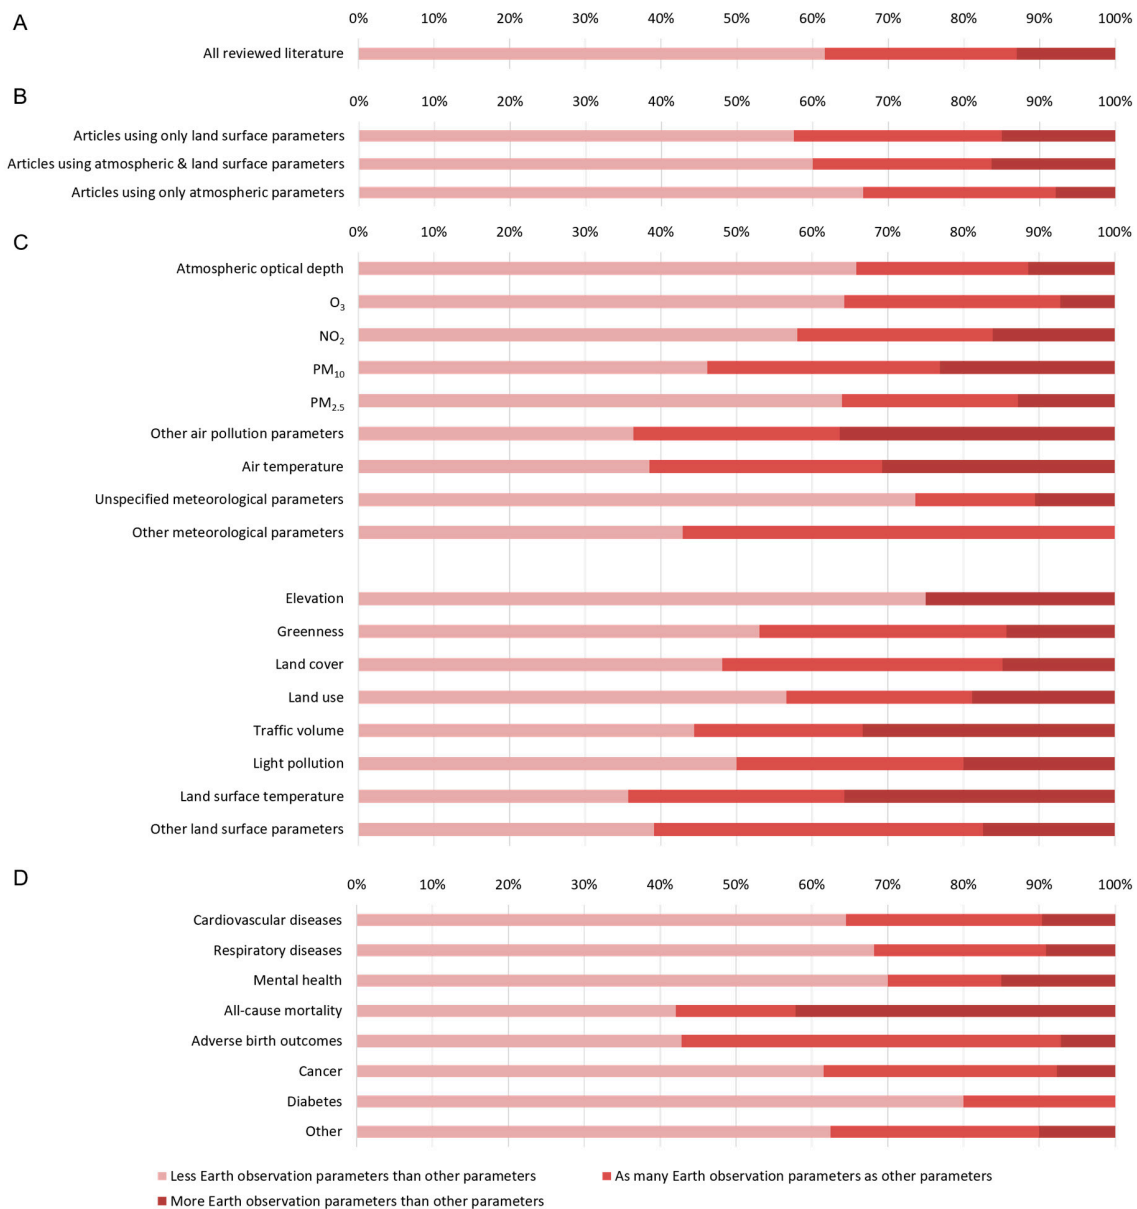 A
0% 10% 20% 30% 40% 50% 60% 70% 80% 90% 100%
All reviewed literature
B
0% 10% 20% 30% 40% 50% 60% 70% 80% 90% 100%
Articles using only land surface parameters
Articles using atmospheric & land surface parameters
Articles using only atmospheric parameters
C
0% 10% 20% 30% 40% 50% 60% 70% 80% 90% 100%
Atmospheric optical depth
O3
NO2
PM10
PM2.5
Other air pollution parameters
Air temperature
Unspecified meteorological parameters
Other meteorological parameters
Elevation
Greenness
Land cover
Land use
Traffic volume
Light pollution
Land surface temperature
Other land surface parameters
D
0% 10% 20% 30% 40% 50% 60% 70% 80% 90% 100%
Cardiovascular diseases
Respiratory diseases
Mental health
All-cause mortality
Adverse birth outcomes
Cancer
Diabetes
Other
Less Earth observation parameters than other parameters
As many Earth observation parameters as other parameters
More Earth observation parameters than other parameters